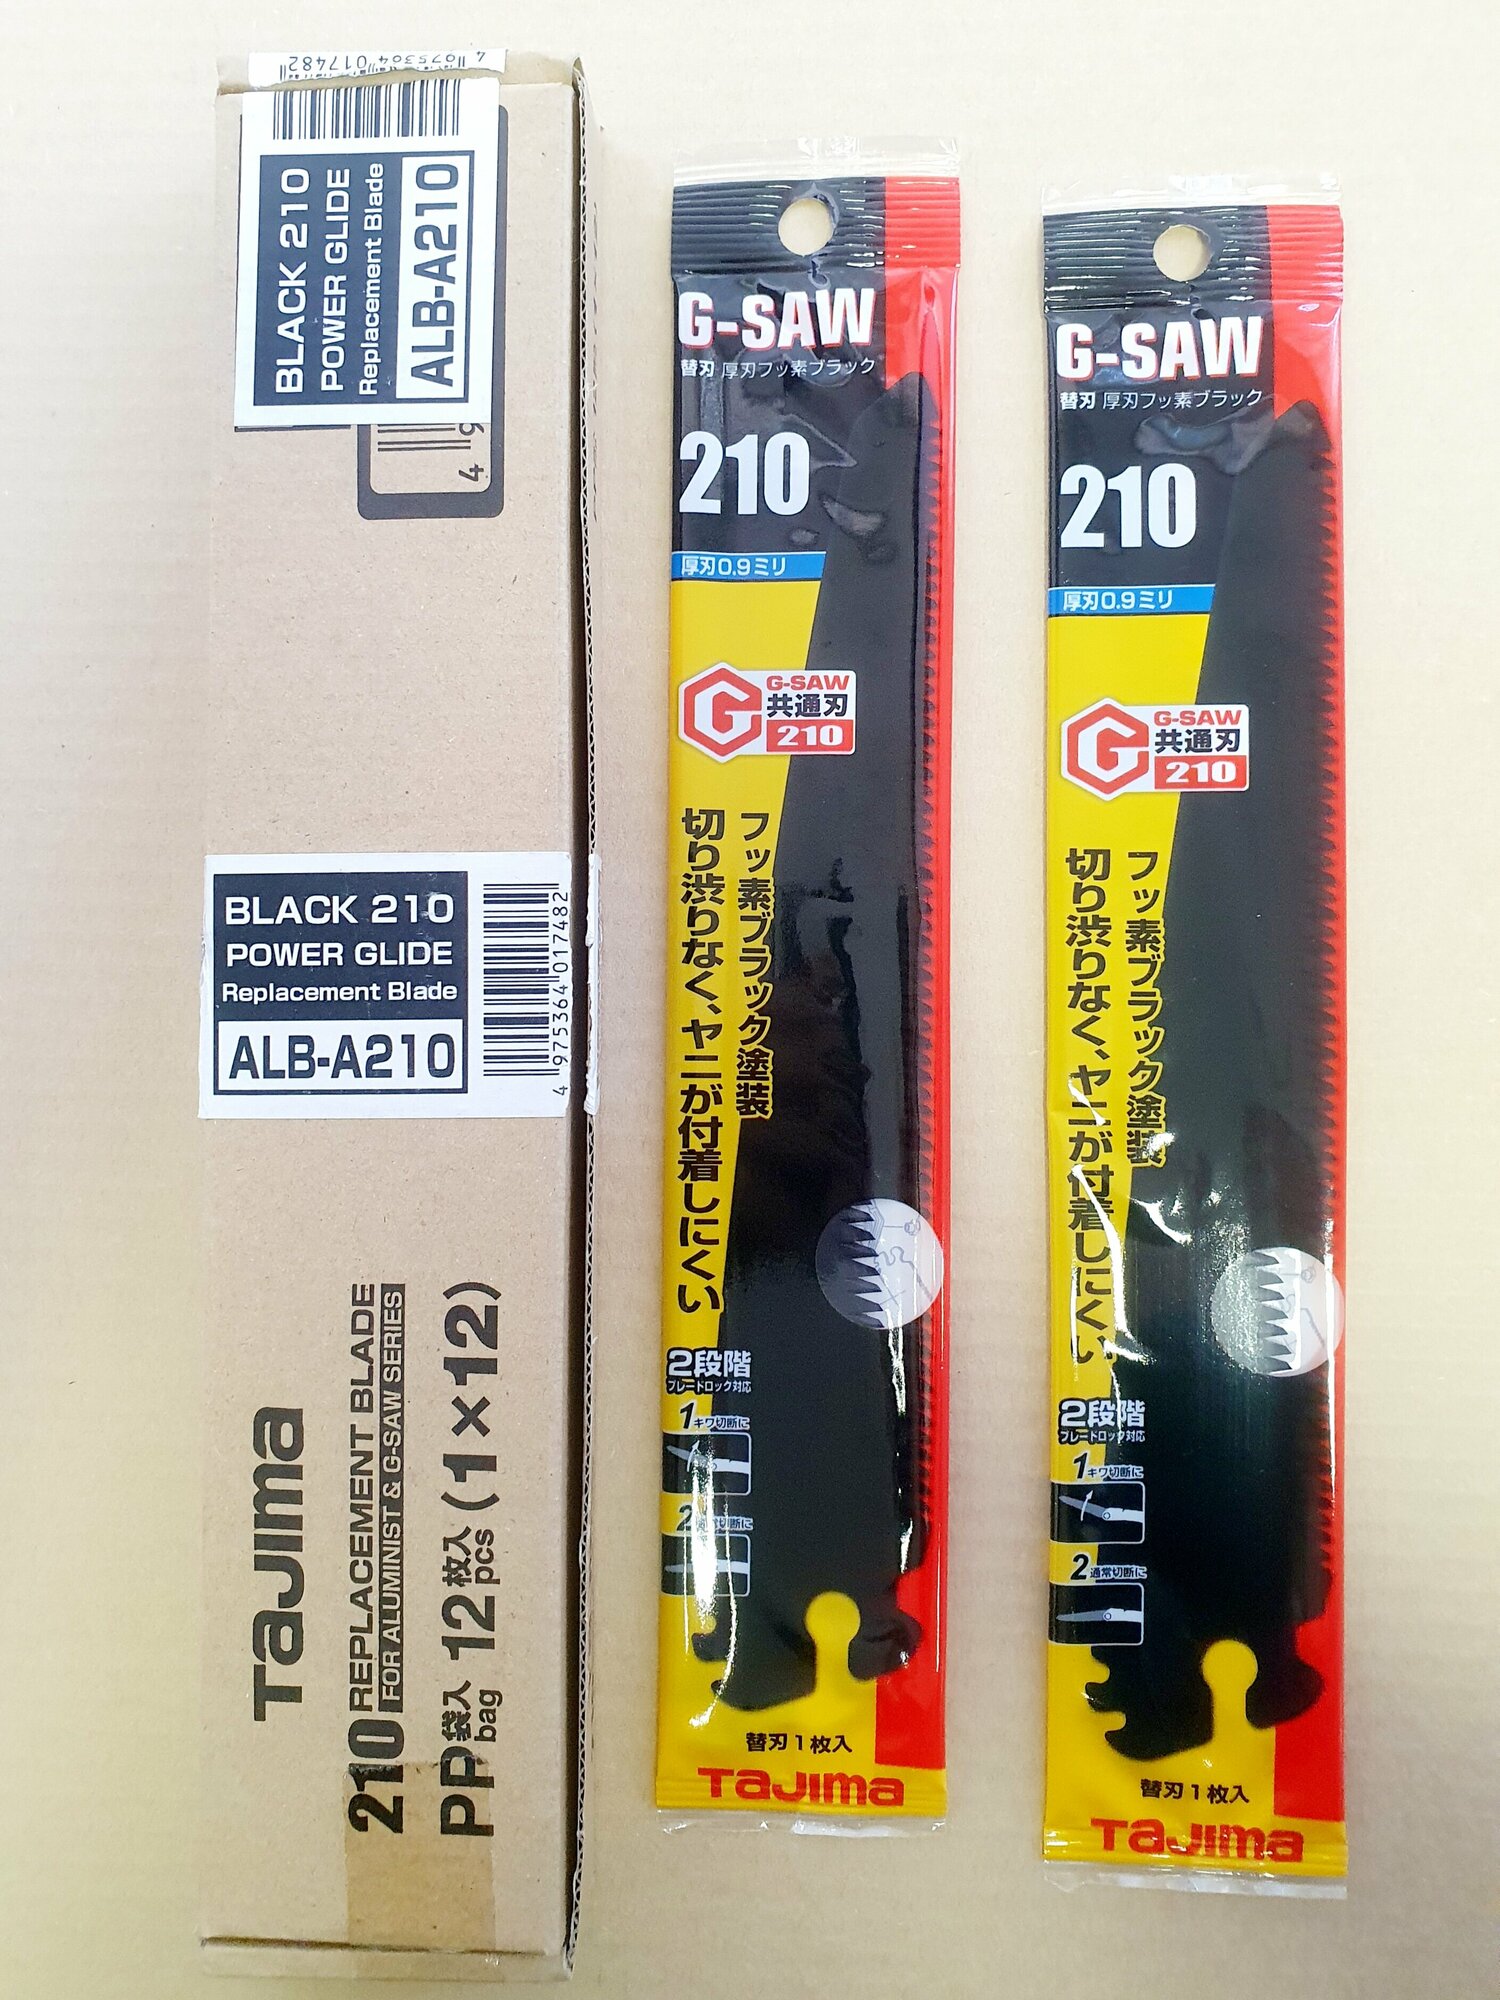 4 975364 017482
BLACK 210
POWER GLIDE
Replacement Blade
ALB-A210
4 9
BLACK 210
POWER GLIDE
Replacement Blade
ALB-A210
4 975364 017482
TaJIma
210 REPLACEMENT BLADE
FOR ALUMINIST & G-SAW SERIES
PP袋入 12枚入 (1×12)
bag pcs
G-SAW
替刃 厚刃フッ素ブラック
210
厚刃0.9ミリ
G-SAW
共通刃
210
フッ素ブラック塗装
切り渋りなく、ヤニが付着しにくい
2段階
ブレードロック対応
1 キワ切断に
2 通常切断に
替刃1枚入
TaJIma
G-SAW
替刃 厚刃フッ素ブラック
210
厚刃0.9ミリ
G-SAW
共通刃
210
フッ素ブラック塗装
切り渋りなく、ヤニが付着しにくい
2段階
ブレードロック対応
1 キワ切断に
2 通常切断に
替刃1枚入
TaJIma